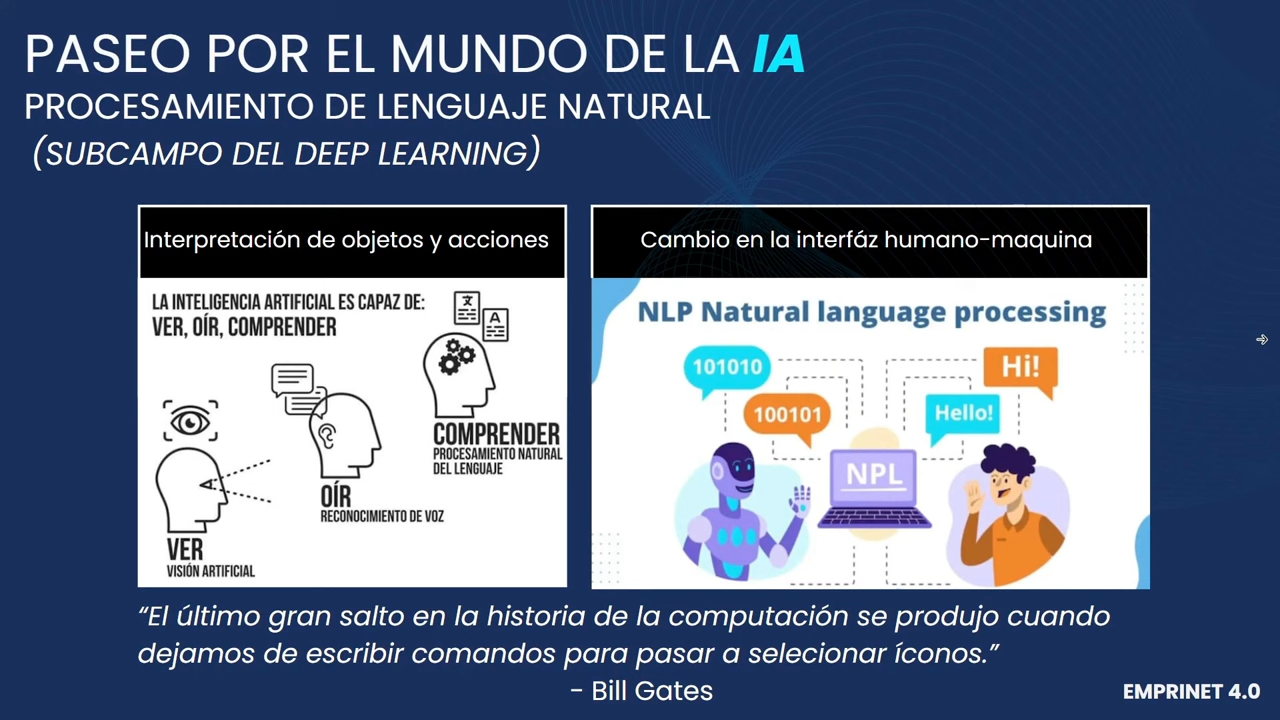 PASEO POR EL MUNDO DE LA IA
PROCESAMIENTO DE LENGUAJE NATURAL
(SUBCAMPO DEL DEEP LEARNING)
Interpretación de objetos y acciones
LA INTELIGENCIA ARTIFICIAL ES CAPAZ DE:
VER, OÍR, COMPRENDER
文
A
COMPRENDER
PROCESAMIENTO NATURAL
DEL LENGUAJE
OÍR
RECONOCIMIENTO DE VOZ
VER
VISIÓN ARTIFICIAL
Cambio en la interfáz humano-maquina
NLP Natural language processing
101010
Hi!
100101
Hello!
NPL
“El último gran salto en la historia de la computación se produjo cuando
dejamos de escribir comandos para pasar a selecionar íconos.”
- Bill Gates
EMPRINET 4.0